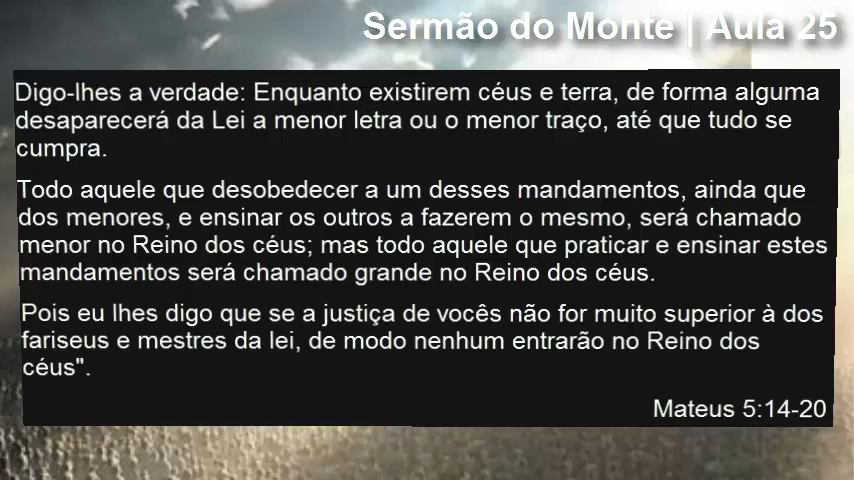 Sermão do Monte | Aula 25
Digo-lhes a verdade: Enquanto existirem céus e terra, de forma alguma
desaparecerá da Lei a menor letra ou o menor traço, até que tudo se
cumpra.
Todo aquele que desobedecer a um desses mandamentos, ainda que
dos menores, e ensinar os outros a fazerem o mesmo, será chamado
menor no Reino dos céus; mas todo aquele que praticar e ensinar estes
mandamentos será chamado grande no Reino dos céus.
Pois eu lhes digo que se a justiça de vocês não for muito superior à dos
fariseus e mestres da lei, de modo nenhum entrarão no Reino dos
céus".
Mateus 5:14-20